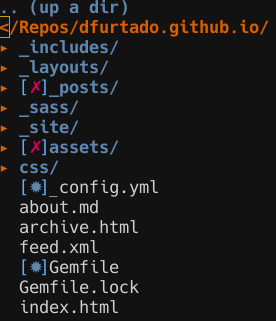 .. (up a dir)
</Repos/dfurtado.github.io/
▸ _includes/
▸ _layouts/
▸ [✗]_posts/
▸ _sass/
▸ _site/
▸ [✗]assets/
▸ css/
[✹]_config.yml
about.md
archive.html
feed.xml
[✹]Gemfile
Gemfile.lock
index.html